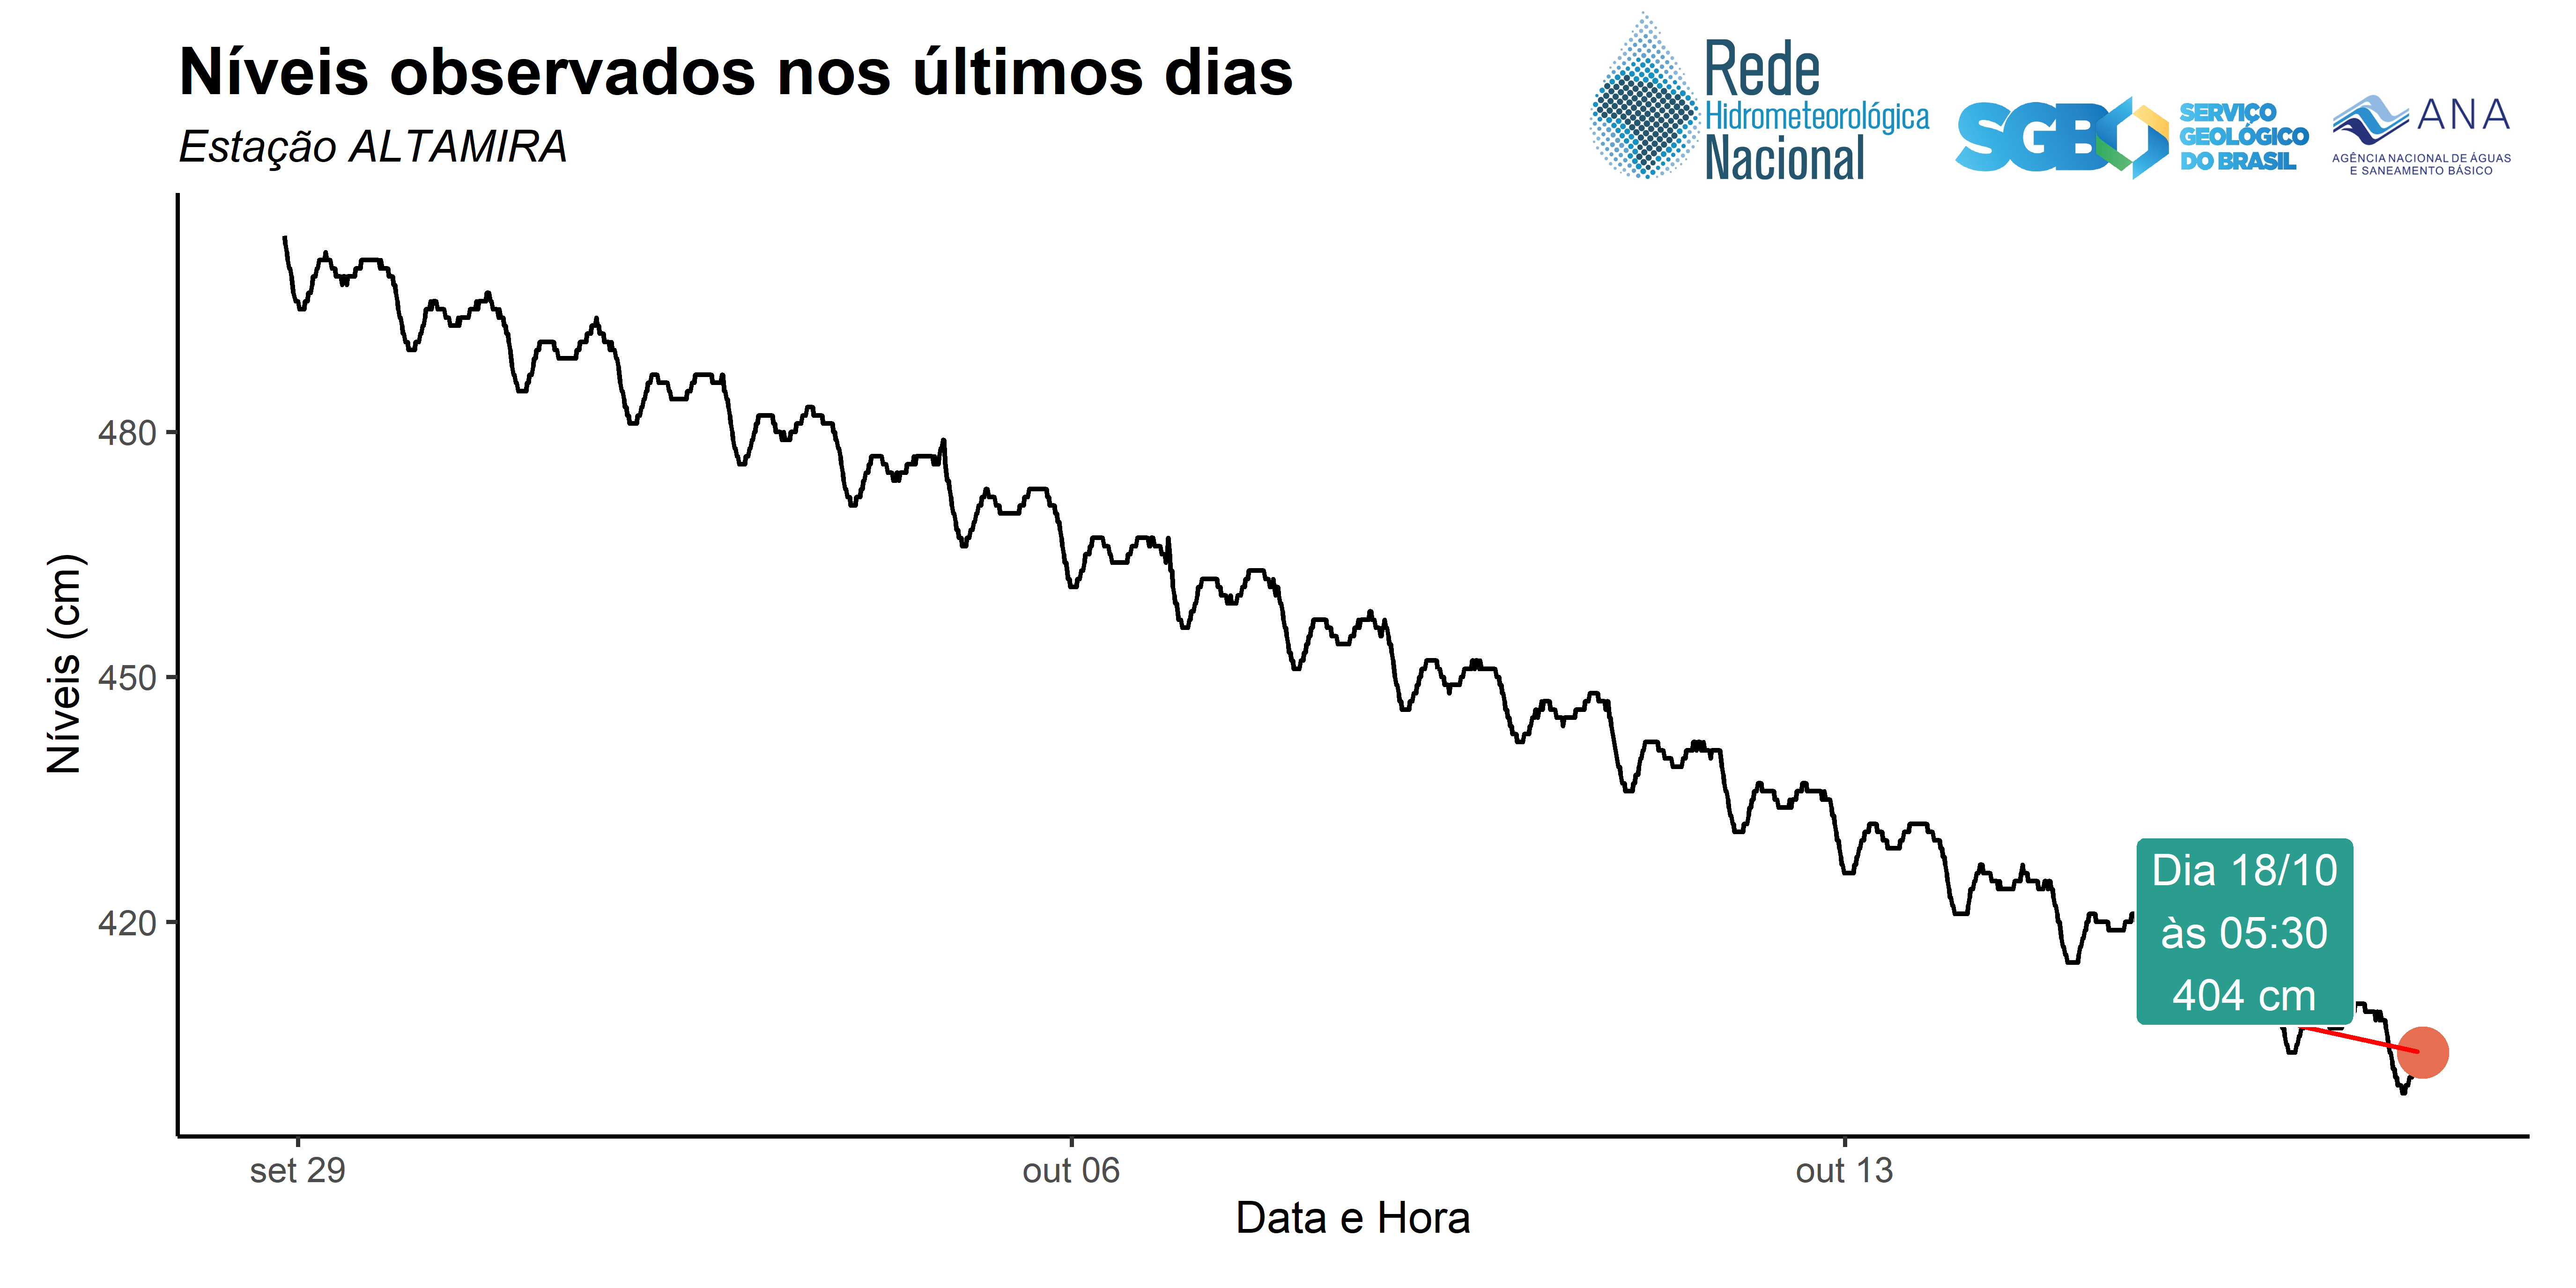 Níveis observados nos últimos dias
Estação ALTAMIRA
Rede
Hidrometeorológica
Nacional
SGB
SERVIÇO
GEOLÓGICO
DO BRASIL
ANA
AGÊNCIA NACIONAL DE ÁGUAS
E SANEAMENTO BÁSICO
Níveis (cm)
480
450
420
Dia 18/10
às 05:30
404 cm
set 29
out 06
out 13
Data e Hora